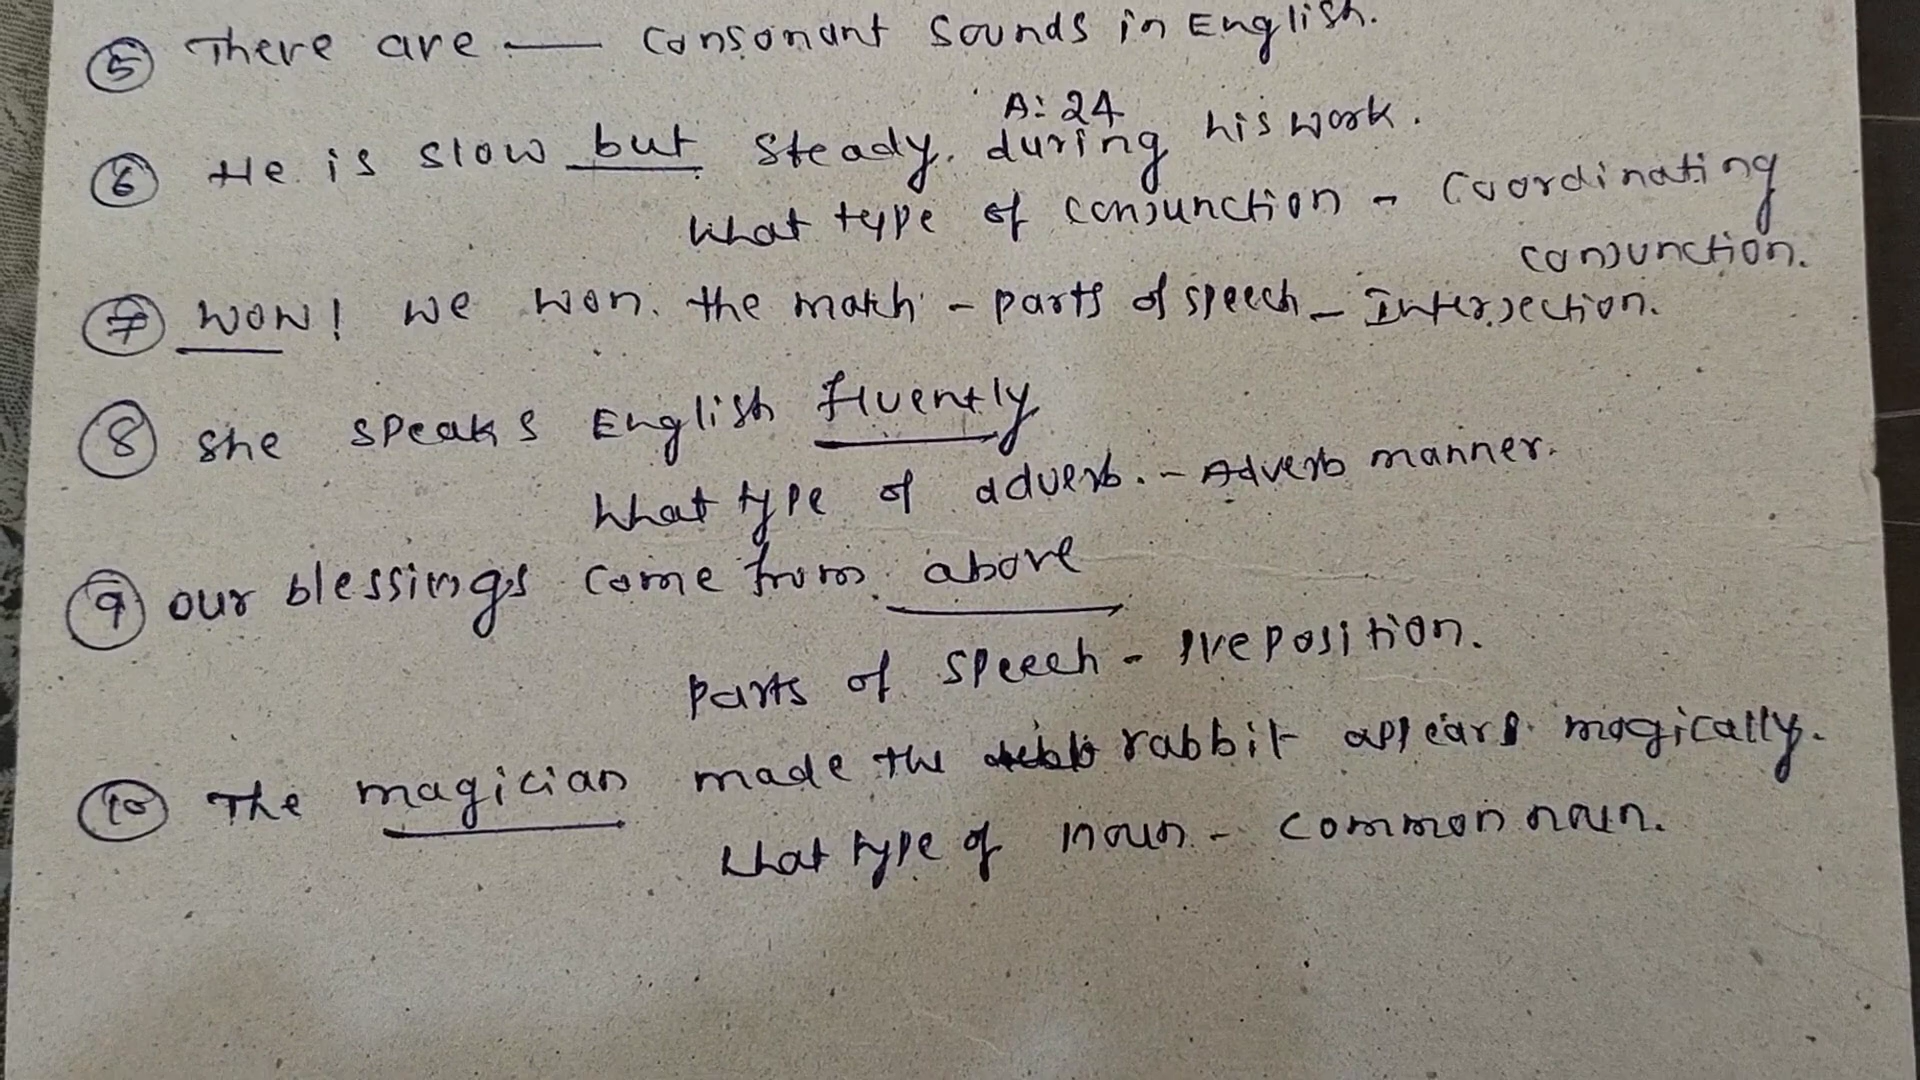 5 There are — consonant sounds in English.
A: 24
6 He is slow but steady. during his work.
What type of conjunction - Coordinating
conjunction.
7 Wow! We won. the match - parts of speech - Interjection.
8 She speaks English fluently
What type of adverb. - Adverb manner.
9 Our blessings come from above
parts of speech - Preposition.
10 The magician made the rabbit appears magically.
What type of noun - Common noun.